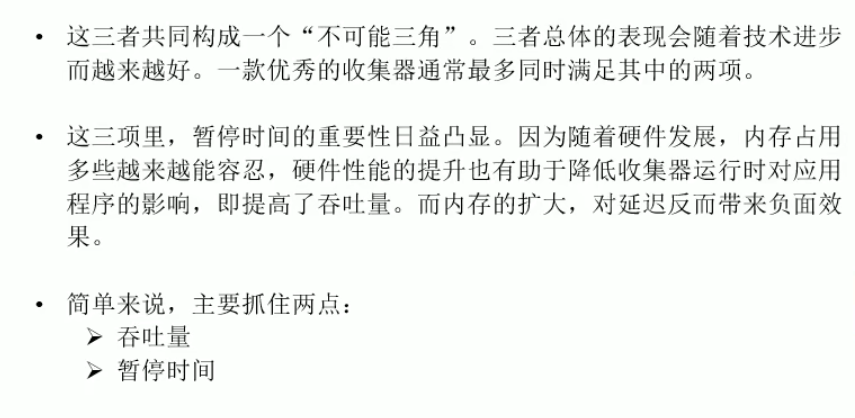 • 这三者共同构成一个“不可能三角”。三者总体的表现会随着技术进步
而越来越好。一款优秀的收集器通常最多同时满足其中的两项。
• 这三项里，暂停时间的重要性日益凸显。因为随着硬件发展，内存占用
多些越来越能容忍，硬件性能的提升也有助于降低收集器运行时对应用
程序的影响，即提高了吞吐量。而内存的扩大，对延迟反而带来负面效
果。
• 简单来说，主要抓住两点：
➢ 吞吐量
➢ 暂停时间